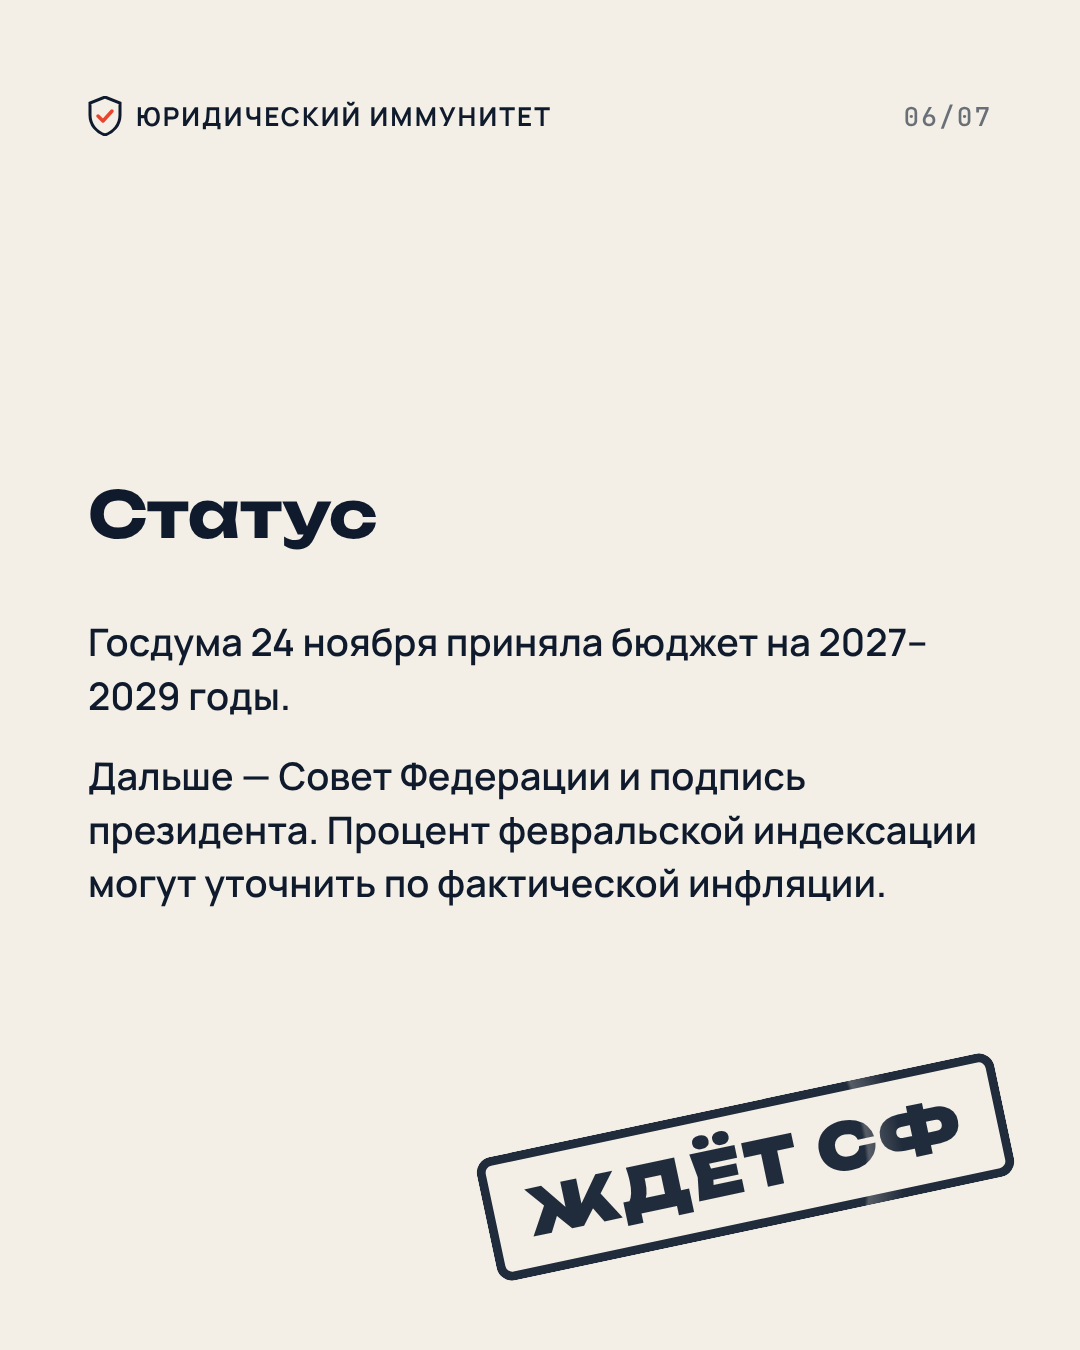 ЮРИДИЧЕСКИЙ ИММУНИТЕТ
06/07
Статус
Госдума 24 ноября приняла бюджет на 2027–
2029 годы.
Дальше — Совет Федерации и подпись
президента. Процент февральской индексации
могут уточнить по фактической инфляции.
ЖДЁТ СФ